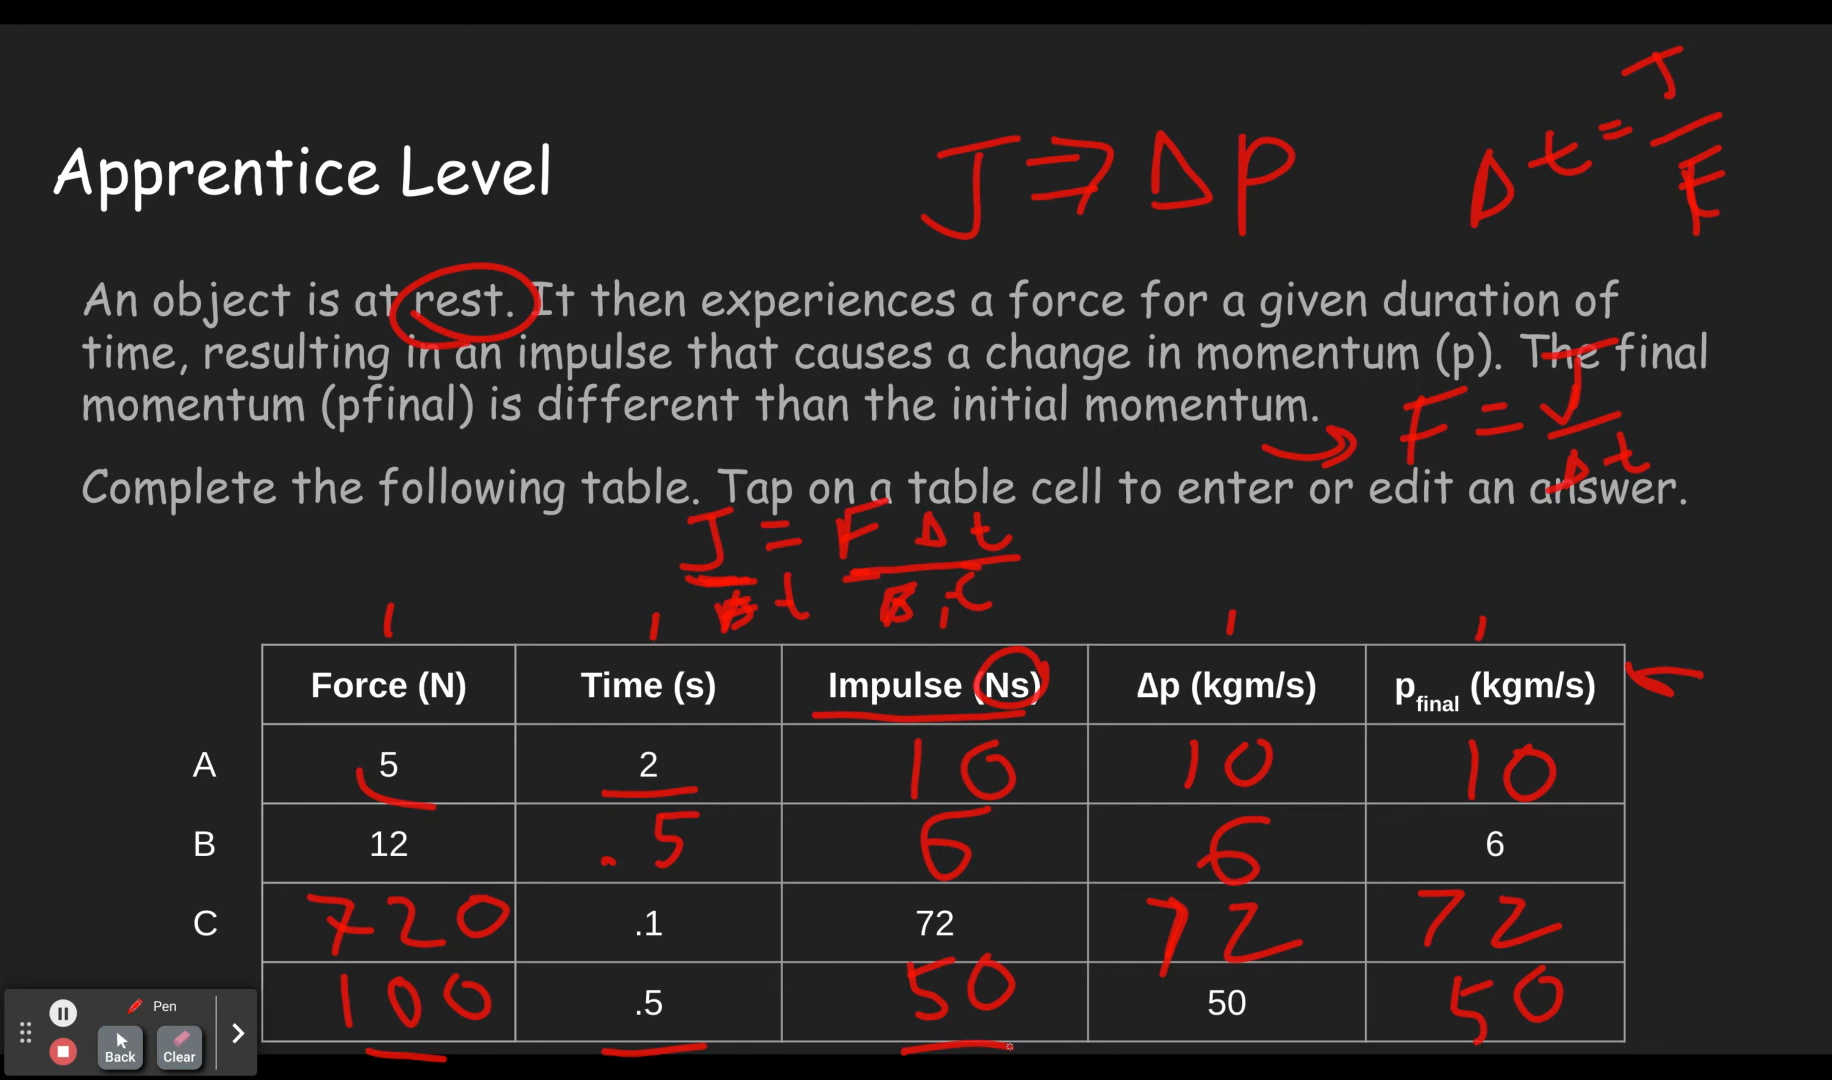 Δt = J/F
J => Δp
Apprentice Level
An object is at rest. It then experiences a force for a given duration of
time, resulting in an impulse that causes a change in momentum (p). The final
momentum (pfinal) is different than the initial momentum.
F = J/Δt
Complete the following table. Tap on a table cell to enter or edit an answer.
J = F Δt
Force (N) Time (s) Impulse (Ns) Δp (kgm/s) pfinal (kgm/s)
A 5 2 10 10 10
B 12 .5 6 6 6
C 720 .1 72 72 72
100 .5 50 50 50
Pen
Back Clear